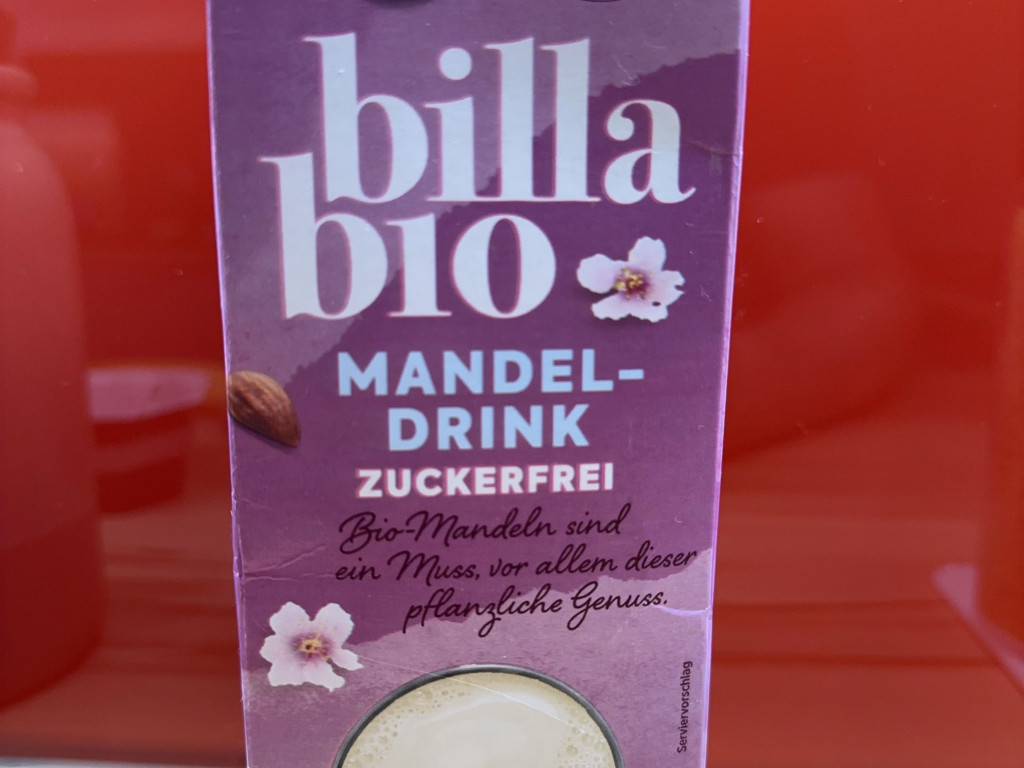 billa
bio
MANDEL-
DRINK
ZUCKERFREI
Bio-Mandeln sind
ein Muss, vor allem dieser
pflanzliche Genuss.
Serviervorschlag